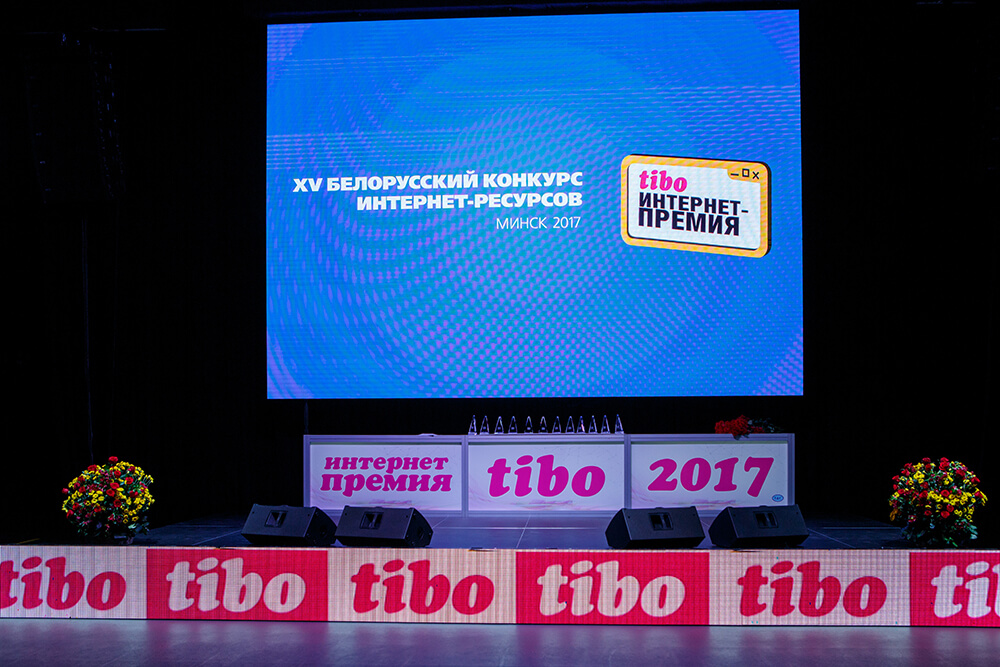 XV БЕЛОРУССКИЙ КОНКУРС
ИНТЕРНЕТ-РЕСУРСОВ
МИНСК 2017
tibo
ИНТЕРНЕТ-
ПРЕМИЯ
интернет
премия
tibo
2017
tibo tibo tibo tibo tibo tibo